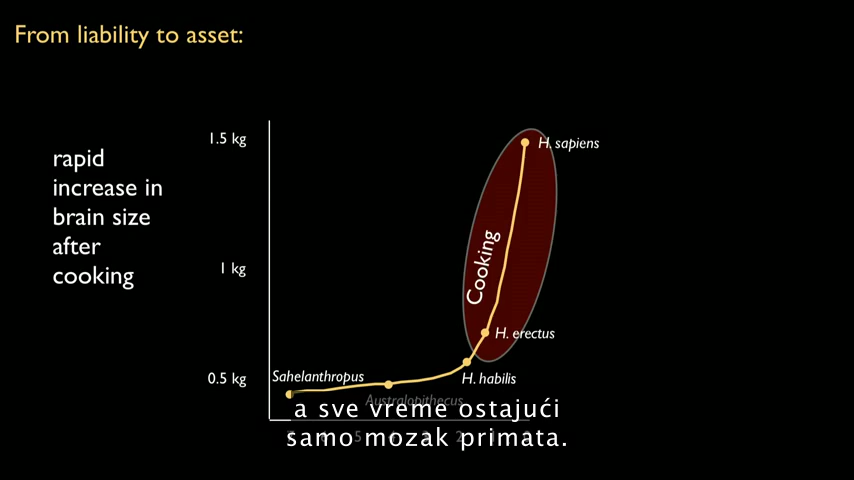 From liability to asset:
rapid
increase in
brain size
after
cooking
1.5 kg
1 kg
0.5 kg
H. sapiens
Cooking
H. erectus
H. habilis
Sahelanthropus
Australopithecus
a sve vreme ostajući
samo mozak primata.